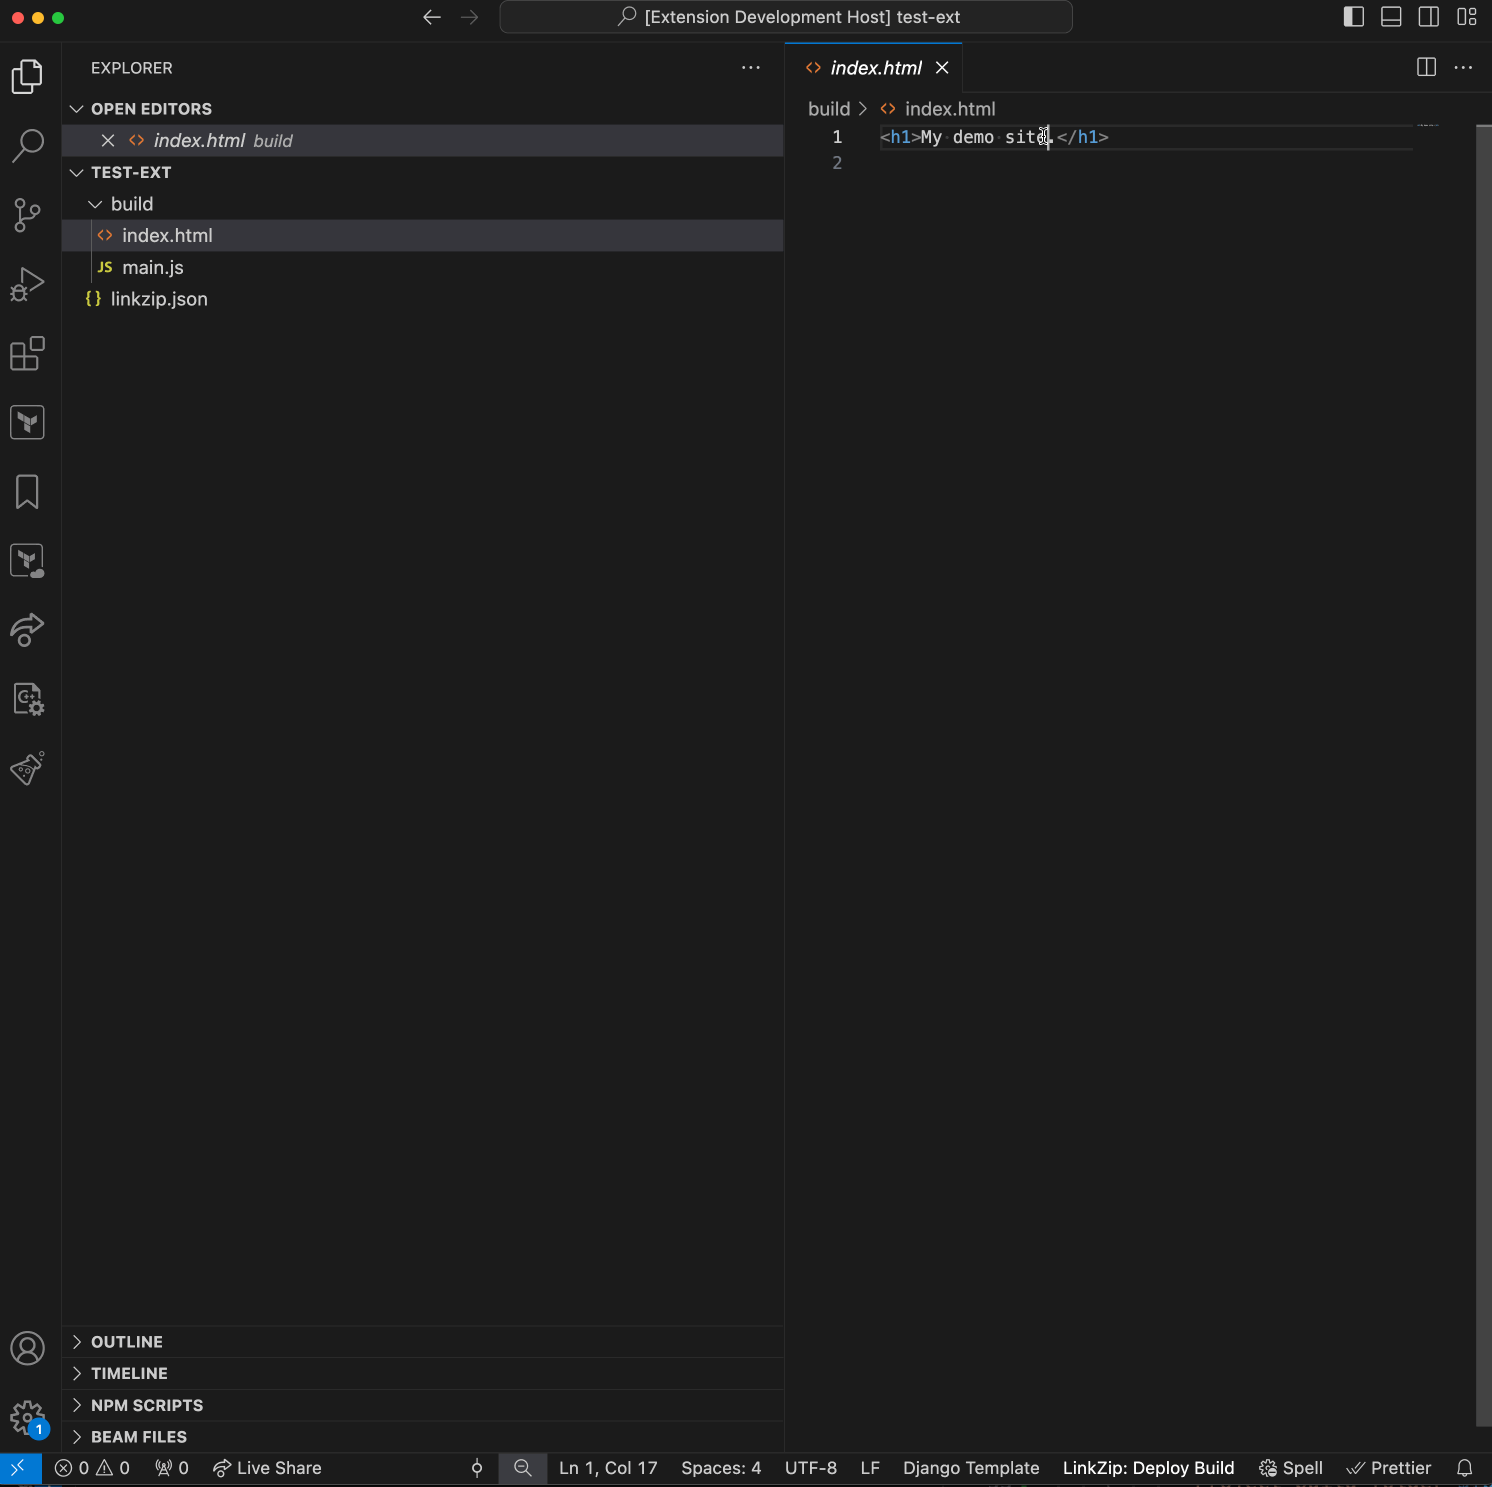 [Extension Development Host] test-ext
EXPLORER
OPEN EDITORS
index.html build
TEST-EXT
build
index.html
JS main.js
{} linkzip.json
OUTLINE
TIMELINE
NPM SCRIPTS
BEAM FILES
index.html
build > index.html
1 <h1>My demo site.</h1>
2
C++
1
0 0 0 Live Share Ln 1, Col 17 Spaces: 4 UTF-8 LF Django Template LinkZip: Deploy Build Spell Prettier